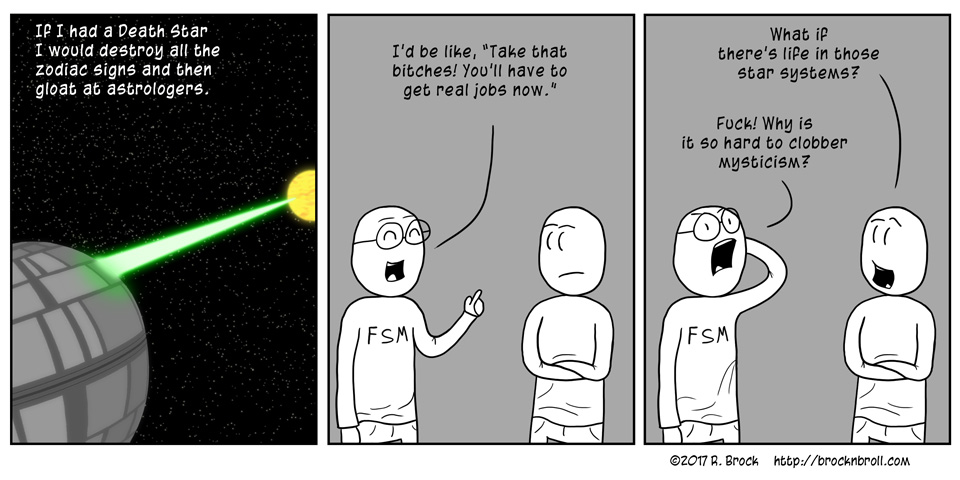 If I had a Death Star
I would destroy all the
zodiac signs and then
gloat at astrologers.
I'd be like, "Take that
bitches! You'll have to
get real jobs now."
FSM
What if
there's life in those
star systems?
Fuck! Why is
it so hard to clobber
mysticism?
FSM
©2017 R. Brock http://brocknbroll.com